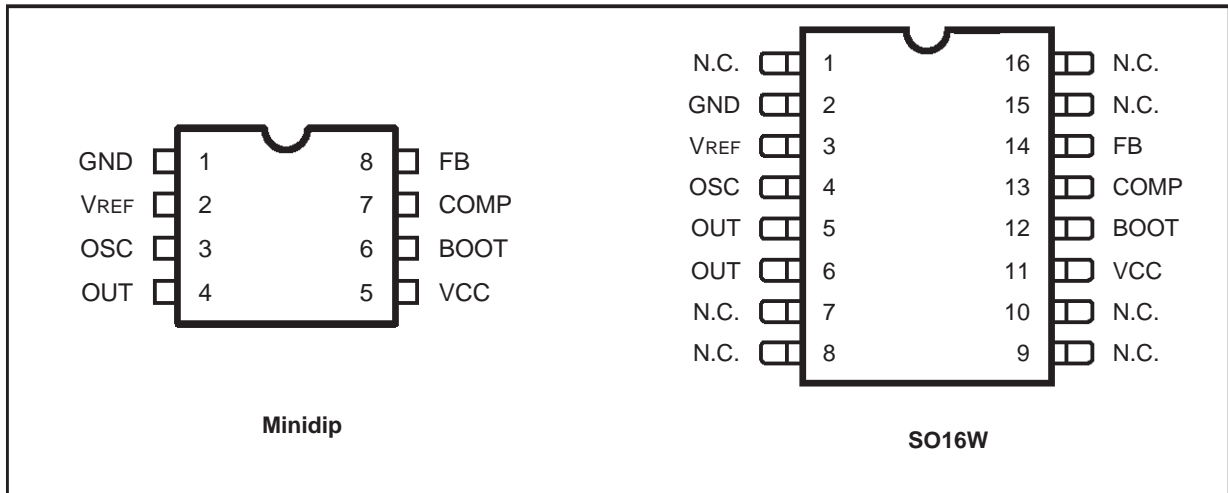 GND 1 8 FB
VREF 2 7 COMP
OSC 3 6 BOOT
OUT 4 5 VCC
Minidip
N.C. 1 16 N.C.
GND 2 15 N.C.
VREF 3 14 FB
OSC 4 13 COMP
OUT 5 12 BOOT
OUT 6 11 VCC
N.C. 7 10 N.C.
N.C. 8 9 N.C.
SO16W